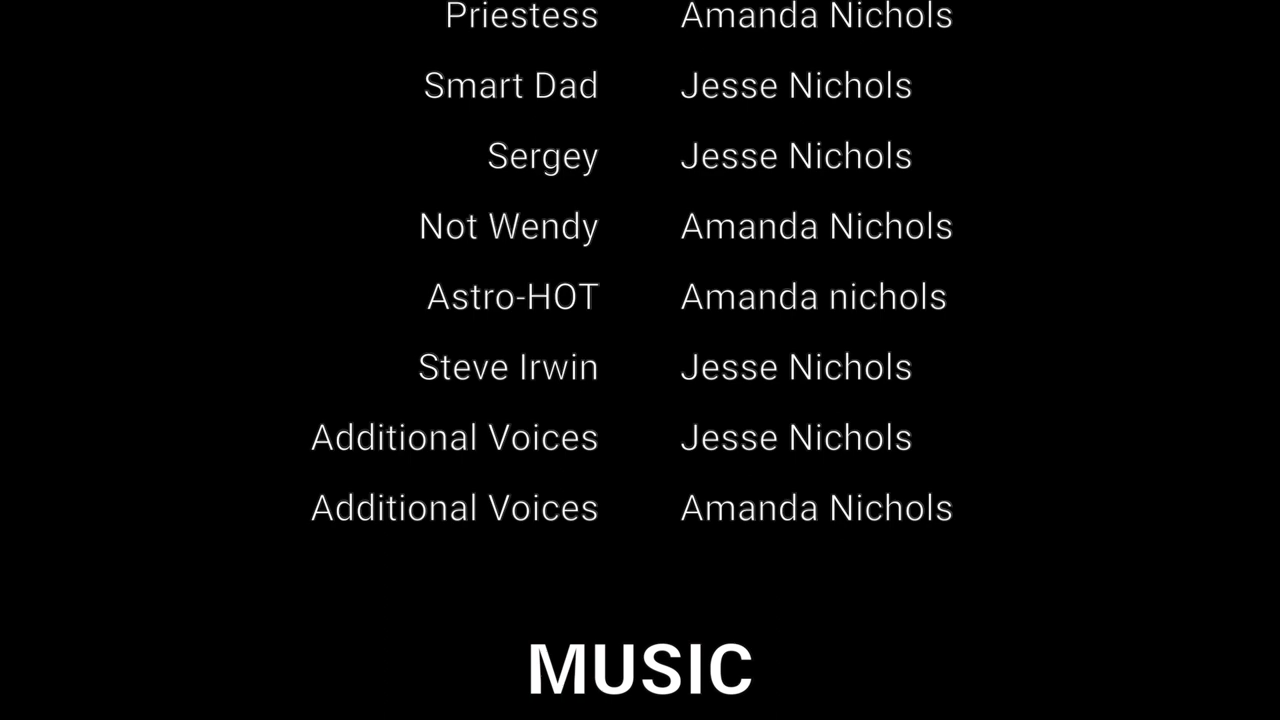 Priestess Amanda Nichols
Smart Dad Jesse Nichols
Sergey Jesse Nichols
Not Wendy Amanda Nichols
Astro-HOT Amanda nichols
Steve Irwin Jesse Nichols
Additional Voices Jesse Nichols
Additional Voices Amanda Nichols
MUSIC